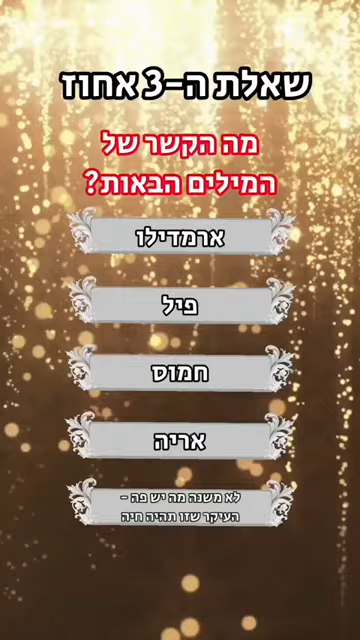 שאלת ה-3 אחוז
מה הקשר של
המילים הבאות?
ארמדילו
פיל
חמוס
אריה
לא משנה מה יש פה -
העיקר שזו תהיה חיה